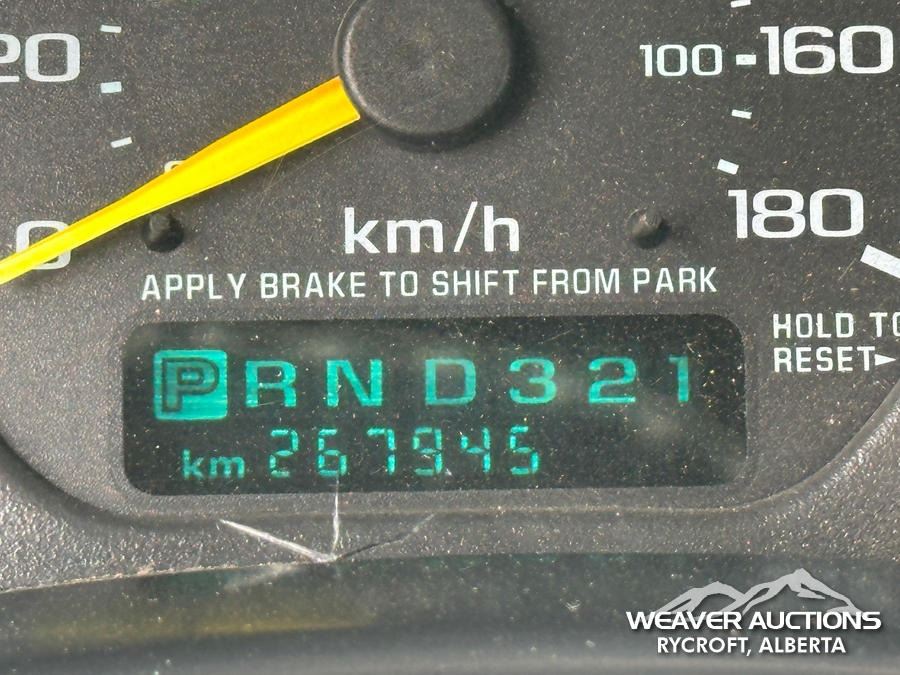 20
100 160
0
km/h
180
APPLY BRAKE TO SHIFT FROM PARK
HOLD TO
RESET►
P R N D 3 2 1
km 267945
WEAVER AUCTIONS
RYCROFT, ALBERTA